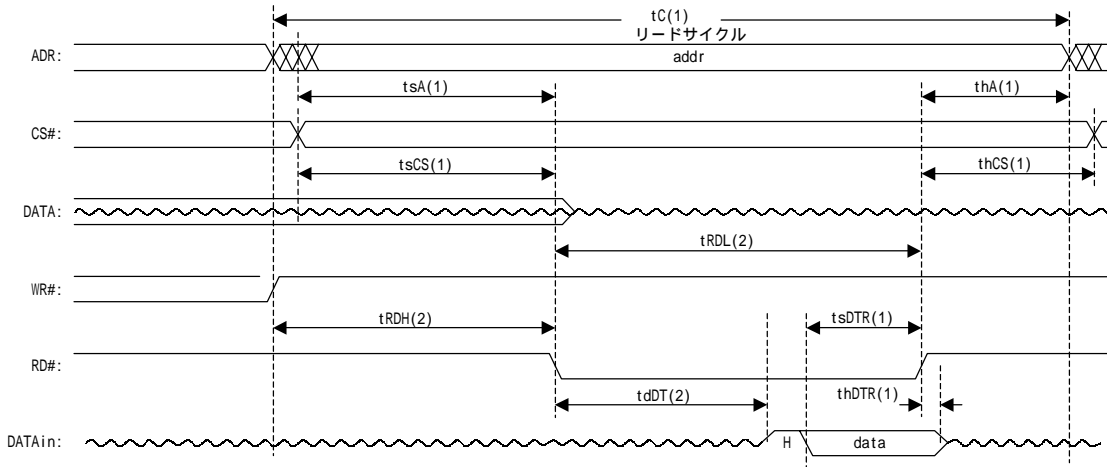 tC(1)
リードサイクル
ADR:
addr
tsA(1)
thA(1)
CS#:
tsCS(1)
thCS(1)
DATA:
tRDL(2)
WR#:
tRDH(2)
tsDTR(1)
RD#:
tdDT(2)
thDTR(1)
DATAin:
H
data